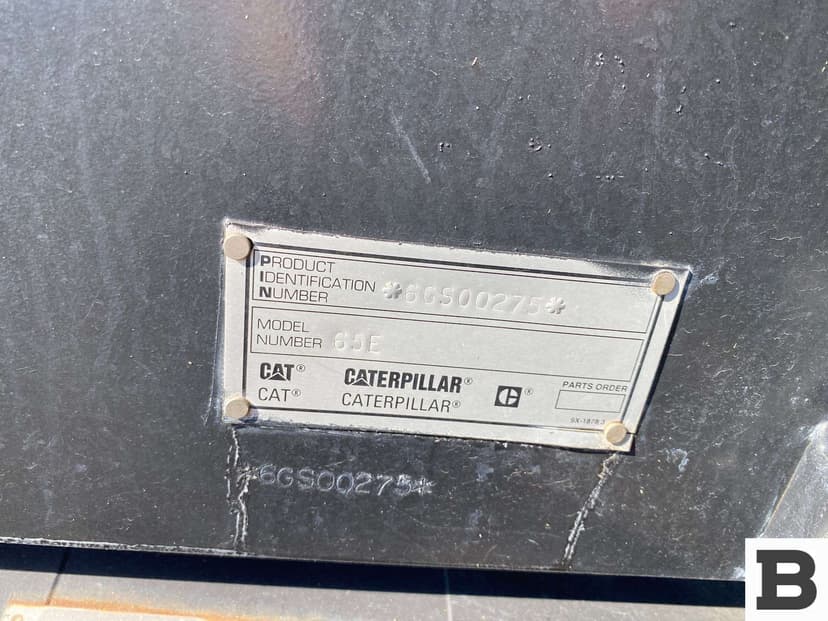 PRODUCT
IDENTIFICATION
NUMBER
*6GS00275*
MODEL
NUMBER
CAT® CATERPILLAR® ®
CAT® CATERPILLAR®
PARTS ORDER
*6GS00275*
B